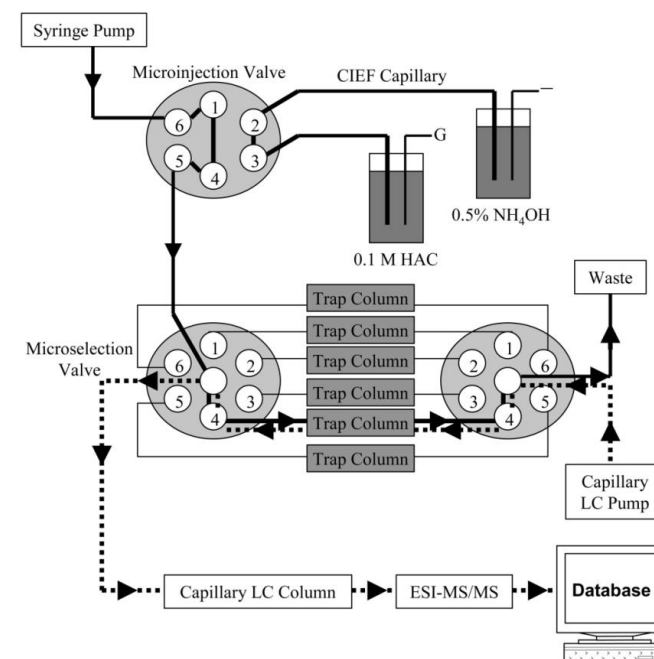 Syringe Pump
Microinjection Valve
CIEF Capillary
1
6
2
5
3
4
G
–
0.5% NH₄OH
0.1 M HAC
Waste
Trap Column
Trap Column
Trap Column
Trap Column
Trap Column
Trap Column
Microselection
Valve
1
6
2
5
3
4
1
2
6
3
5
4
Capillary
LC Pump
Capillary LC Column
ESI-MS/MS
Database